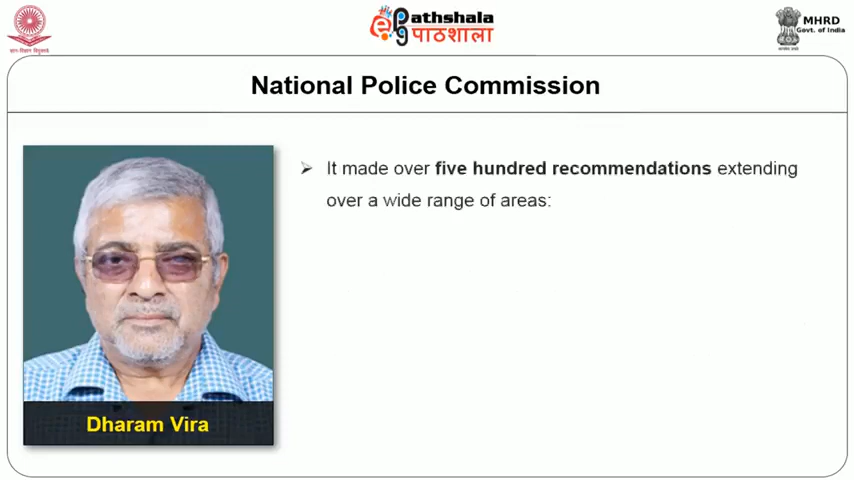 ePathshala
पाठशाला
MHRD
Govt. of India
National Police Commission
➢ It made over five hundred recommendations extending
over a wide range of areas:
Dharam Vira